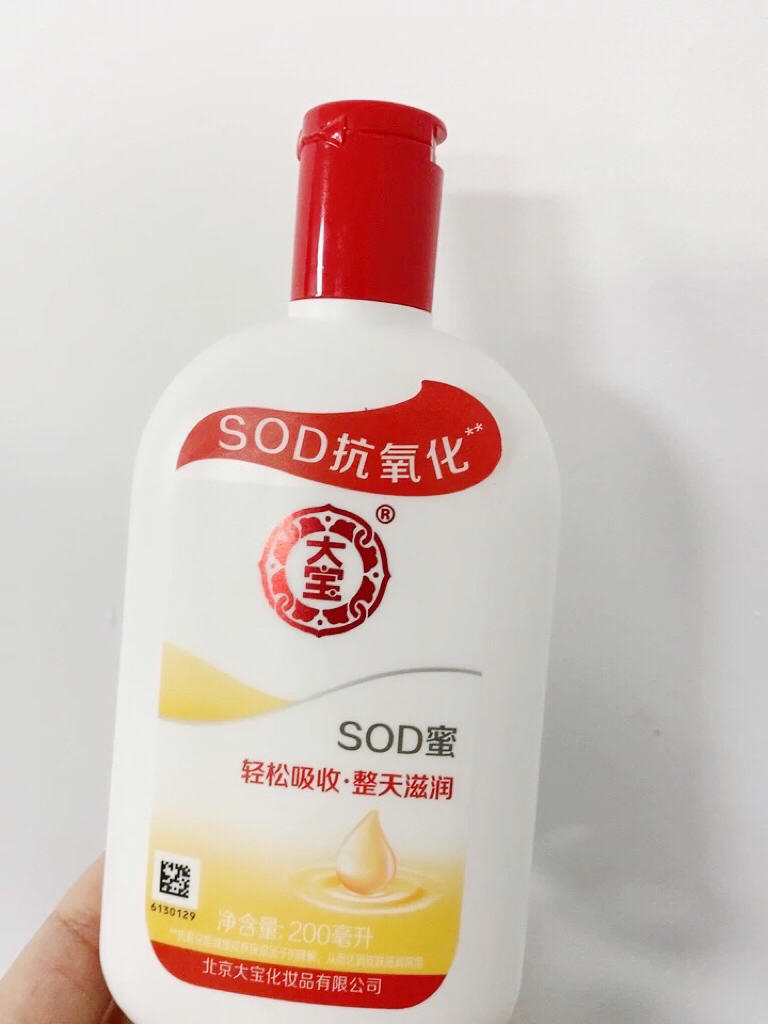 SOD抗氧化**
®
大宝
SOD蜜
轻松吸收·整天滋润
6130129
净含量: 200毫升
北京大宝化妆品有限公司